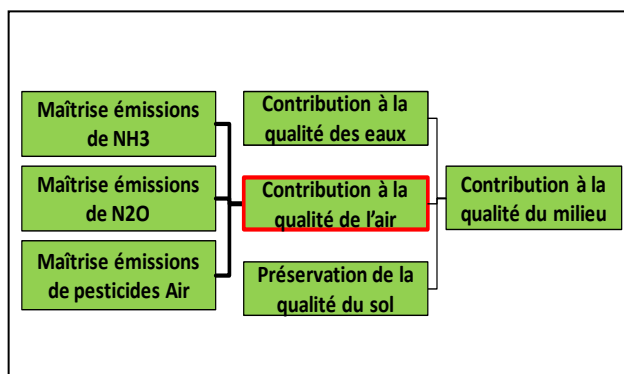 Maîtrise émissions
de NH3
Maîtrise émissions
de N2O
Maîtrise émissions
de pesticides Air
Contribution à la
qualité des eaux
Contribution à la
qualité de l’air
Préservation de la
qualité du sol
Contribution à la
qualité du milieu